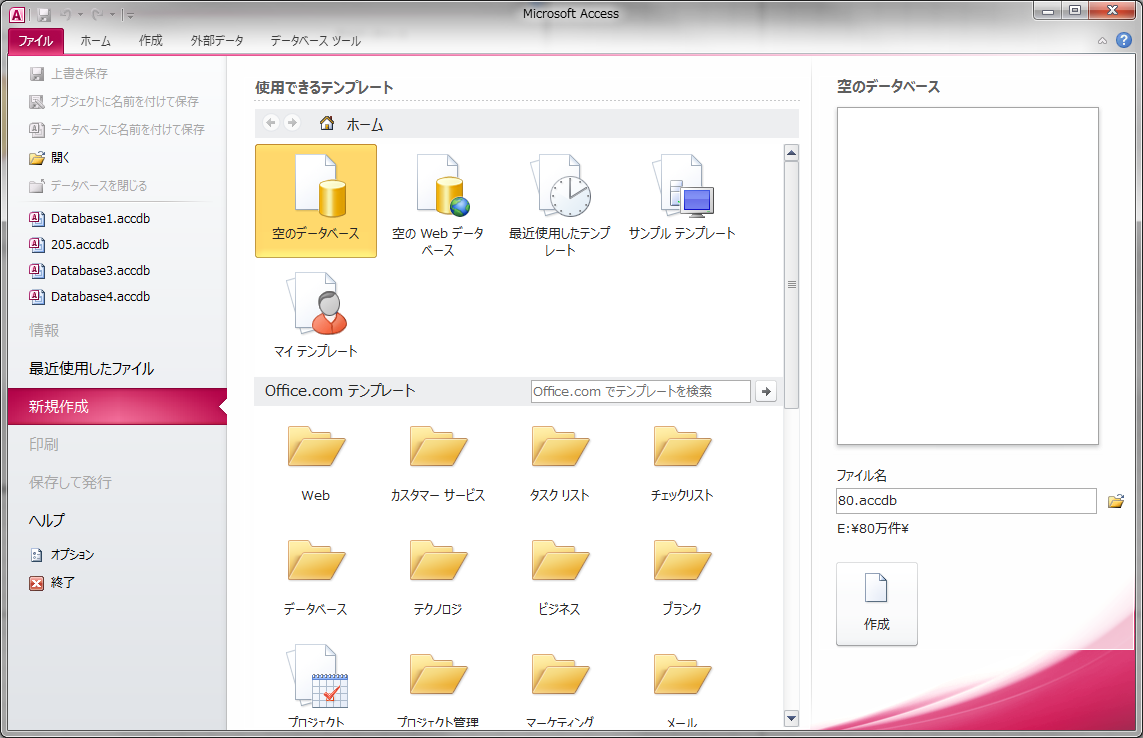 Microsoft Access
ファイル
ホーム
作成
外部データ
データベース ツール
上書き保存
オブジェクトに名前を付けて保存
データベースに名前を付けて保存
開く
データベースを閉じる
Database1.accdb
205.accdb
Database3.accdb
Database4.accdb
情報
最近使用したファイル
新規作成
印刷
保存して発行
ヘルプ
オプション
終了
使用できるテンプレート
ホーム
空のデータベース
空の Web データ
ベース
最近使用したテンプ
レート
サンプル テンプレート
マイ テンプレート
Office.com テンプレート
Office.com でテンプレートを検索
Web
カスタマー サービス
タスク リスト
チェックリスト
データベース
テクノロジ
ビジネス
ブランク
プロジェクト
プロジェクト管理
マーケティング
メール
空のデータベース
ファイル名
80.accdb
E:¥80万件¥
作成